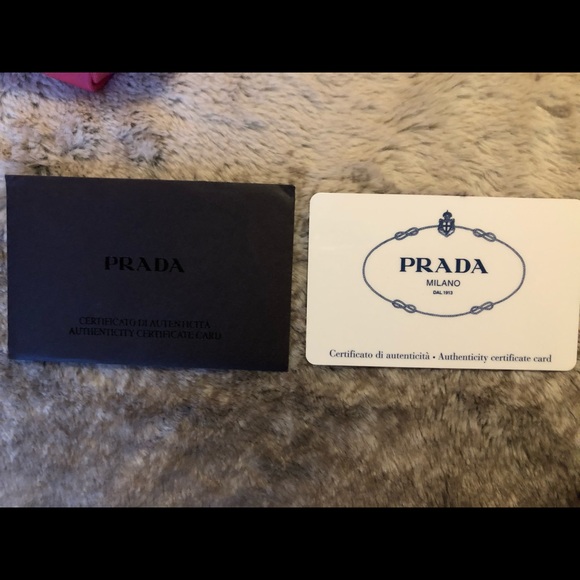 PRADA
CERTIFICATO DI AUTENTICITÀ
AUTHENTICITY CERTIFICATE CARD
PRADA
MILANO
DAL 1913
Certificato di autenticità • Authenticity certificate card